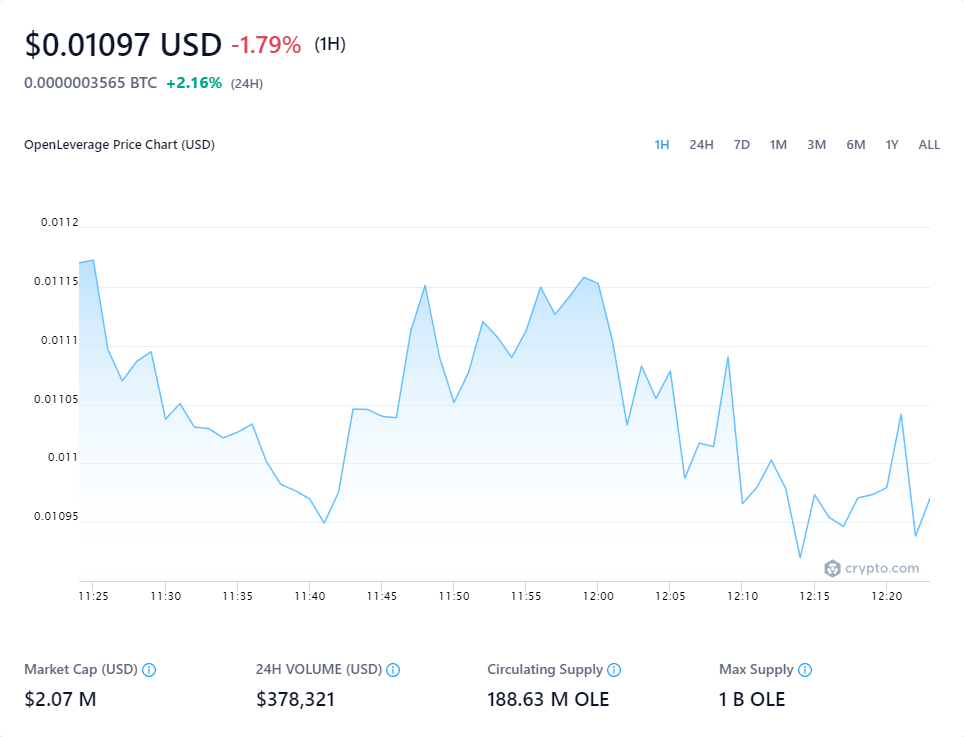 $0.01097 USD -1.79% (1H)
0.0000003565 BTC +2.16% (24H)
OpenLeverage Price Chart (USD) 1H 24H 7D 1M 3M 6M 1Y ALL
0.0112
0.01115
0.0111
0.01105
0.011
0.01095
crypto.com
11:25 11:30 11:35 11:40 11:45 11:50 11:55 12:00 12:05 12:10 12:15 12:20
Market Cap (USD) 24H VOLUME (USD) Circulating Supply Max Supply
$2.07 M $378,321 188.63 M OLE 1 B OLE